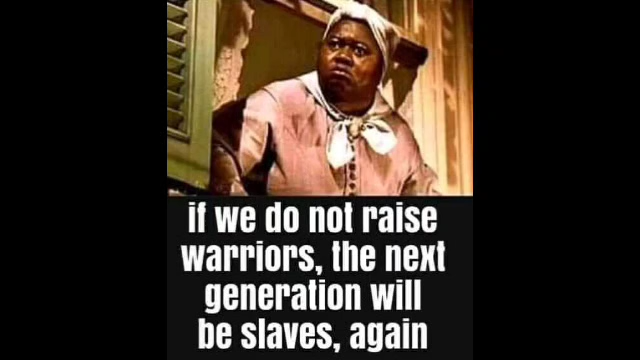 if we do not raise
warriors, the next
generation will
be slaves, again